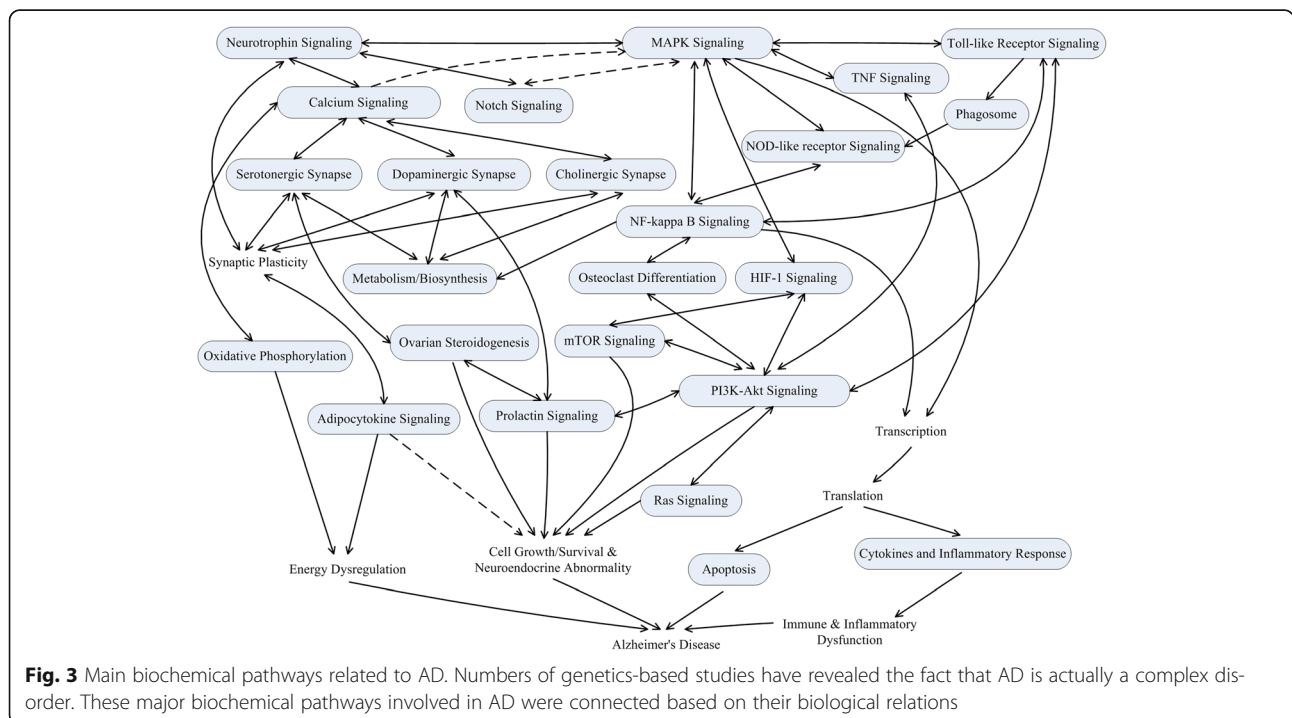 Neurotrophin Signaling
MAPK Signaling
Toll-like Receptor Signaling
TNF Signaling
Calcium Signaling
Notch Signaling
Phagosome
NOD-like receptor Signaling
Serotonergic Synapse
Dopaminergic Synapse
Cholinergic Synapse
NF-kappa B Signaling
Synaptic Plasticity
Metabolism/Biosynthesis
Osteoclast Differentiation
HIF-1 Signaling
Oxidative Phosphorylation
Ovarian Steroidogenesis
mTOR Signaling
PI3K-Akt Signaling
Adipocytokine Signaling
Prolactin Signaling
Transcription
Ras Signaling
Translation
Energy Dysregulation
Cell Growth/Survival &
Neuroendocrine Abnormality
Apoptosis
Cytokines and Inflammatory Response
Alzheimer's Disease
Immune & Inflammatory
Dysfunction
Fig. 3 Main biochemical pathways related to AD. Numbers of genetics-based studies have revealed the fact that AD is actually a complex dis-
order. These major biochemical pathways involved in AD were connected based on their biological relations